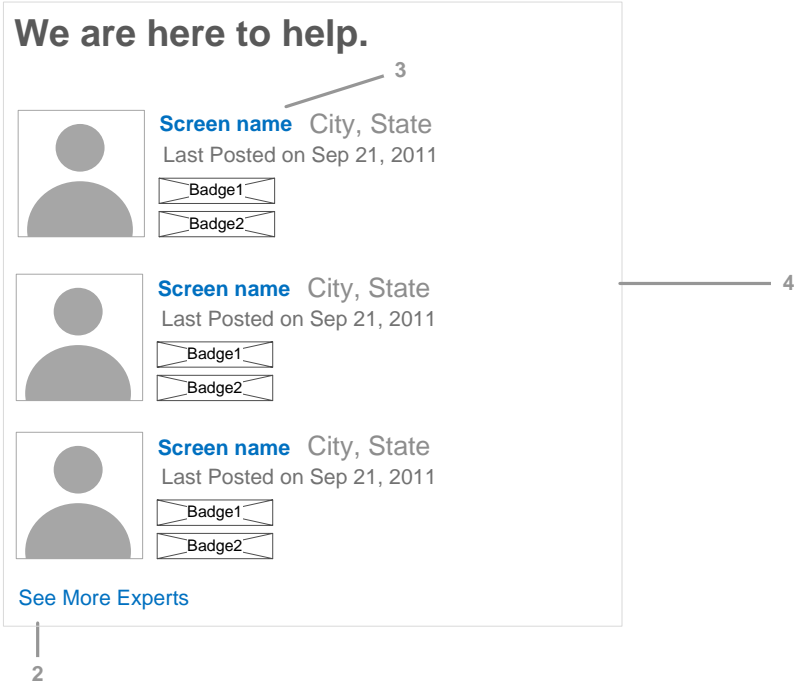 We are here to help.
3
Screen name City, State
Last Posted on Sep 21, 2011
Badge1
Badge2
Screen name City, State
4
Last Posted on Sep 21, 2011
Badge1
Badge2
Screen name City, State
Last Posted on Sep 21, 2011
Badge1
Badge2
See More Experts
2